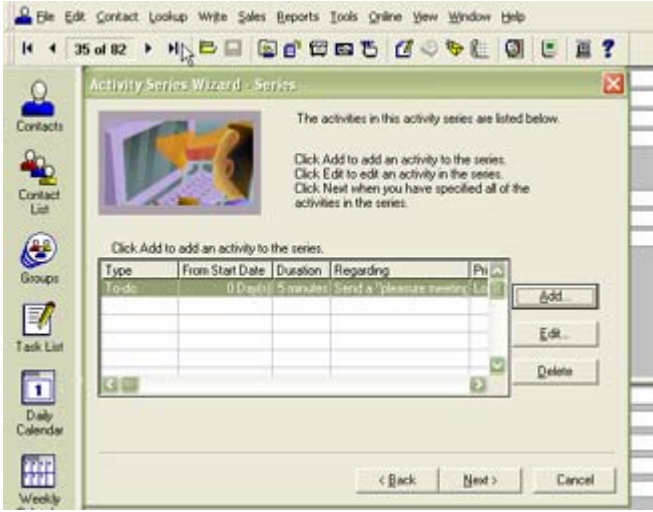 File Edit Contact Lookup Write Sales Reports Tools Online View Window Help
35 of 82
Activity Series Wizard - Series
Contacts
Contact
List
Groups
Task List
Daily
Calendar
Weekly
The activities in this activity series are listed below.
Click Add to add an activity to the series.
Click Edit to edit an activity in the series.
Click Next when you have specified all of the
activities in the series.
Click Add to add an activity to the series.
Type From Start Date Duration Regarding Pri
To-do 0 Day(s) 5 minutes Send a "pleasure meeting Lo
Add...
Edit...
Delete
< Back Next > Cancel